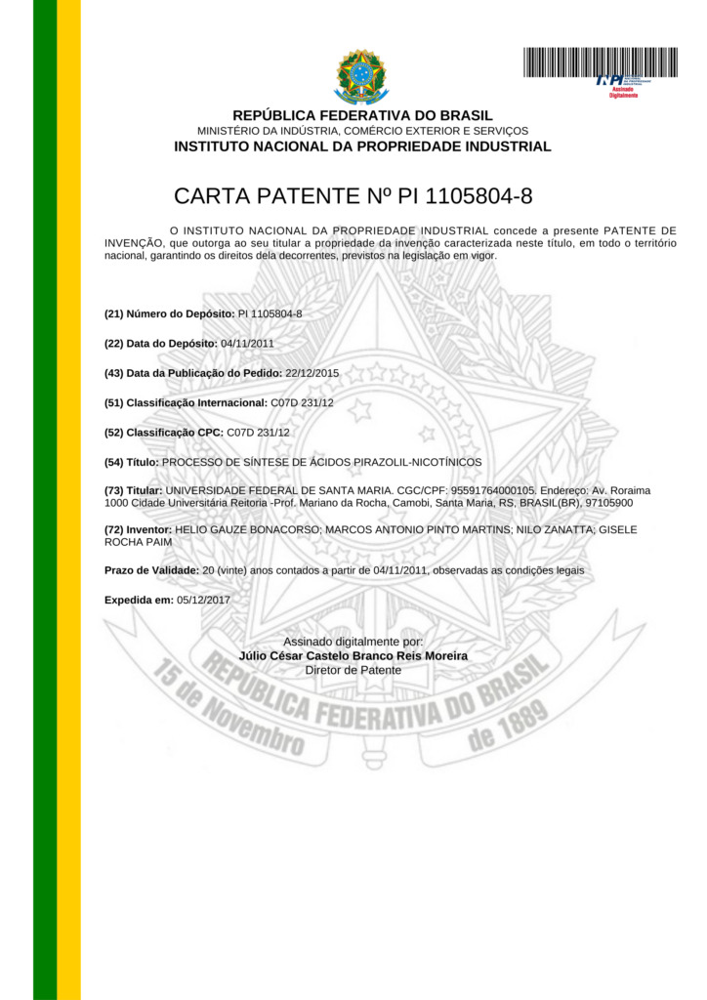 INPI
INSTITUTO
NACIONAL
DA PROPRIEDADE
INDUSTRIAL
Assinado
Digitalmente
REPÚBLICA FEDERATIVA DO BRASIL
MINISTÉRIO DA INDÚSTRIA, COMÉRCIO EXTERIOR E SERVIÇOS
INSTITUTO NACIONAL DA PROPRIEDADE INDUSTRIAL
CARTA PATENTE Nº PI 1105804-8
O INSTITUTO NACIONAL DA PROPRIEDADE INDUSTRIAL concede a presente PATENTE DE
INVENÇÃO, que outorga ao seu titular a propriedade da invenção caracterizada neste título, em todo o território
nacional, garantindo os direitos dela decorrentes, previstos na legislação em vigor.
(21) Número do Depósito: PI 1105804-8
(22) Data do Depósito: 04/11/2011
(43) Data da Publicação do Pedido: 22/12/2015
(51) Classificação Internacional: C07D 231/12
(52) Classificação CPC: C07D 231/12
(54) Título: PROCESSO DE SÍNTESE DE ÁCIDOS PIRAZOLIL-NICOTÍNICOS
(73) Titular: UNIVERSIDADE FEDERAL DE SANTA MARIA. CGC/CPF: 95591764000105. Endereço: Av. Roraima
1000 Cidade Universitária Reitoria -Prof. Mariano da Rocha, Camobi, Santa Maria, RS, BRASIL(BR), 97105900
(72) Inventor: HELIO GAUZE BONACORSO; MARCOS ANTONIO PINTO MARTINS; NILO ZANATTA; GISELE
ROCHA PAIM
Prazo de Validade: 20 (vinte) anos contados a partir de 04/11/2011, observadas as condições legais
Expedida em: 05/12/2017
Assinado digitalmente por:
Júlio César Castelo Branco Reis Moreira
Diretor de Patente
REPÚBLICA FEDERATIVA DO BRASIL
15 de Novembro
de 1889